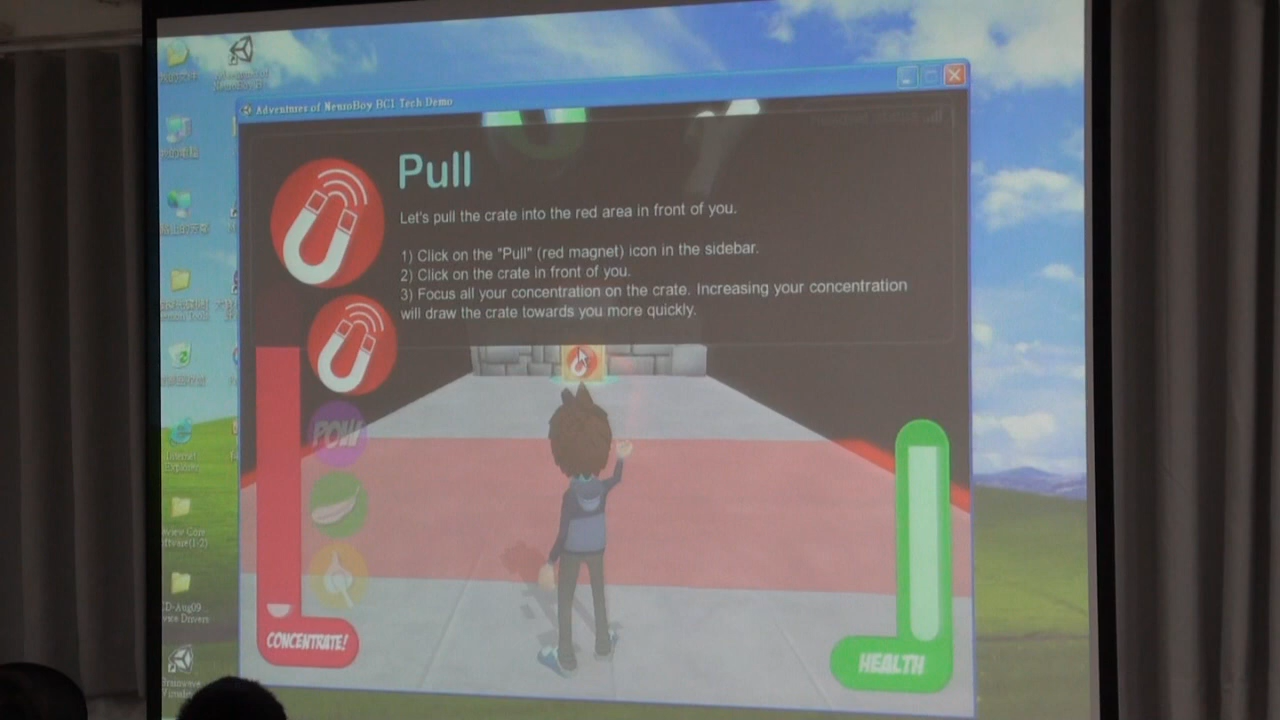 Adventures of NeuroBoy BCI Tech Demo
Pull
Let's pull the crate into the red area in front of you.
1) Click on the "Pull" (red magnet) icon in the sidebar.
2) Click on the crate in front of you.
3) Focus all your concentration on the crate. Increasing your concentration
will draw the crate towards you more quickly.
POW
CONCENTRATE!
HEALTH
Internet
Explorer